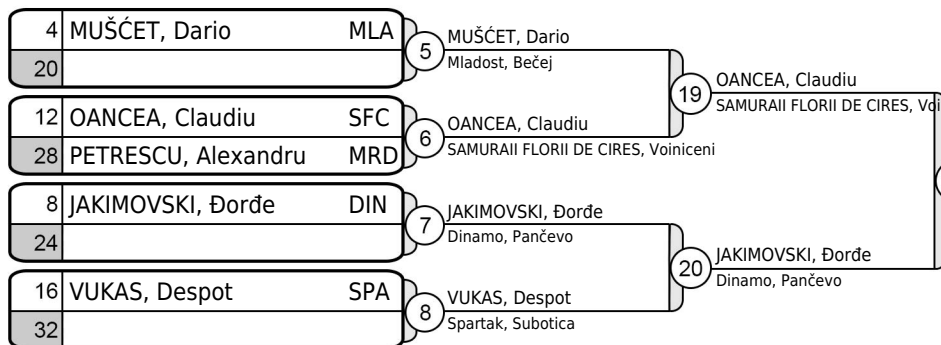 4 MUŠĆET, Dario MLA
20
5
MUŠĆET, Dario
Mladost, Bečej
12 OANCEA, Claudiu SFC
28 PETRESCU, Alexandru MRD
6
OANCEA, Claudiu
SAMURAII FLORII DE CIRES, Voiniceni
19
OANCEA, Claudiu
SAMURAII FLORII DE CIRES,
8 JAKIMOVSKI, Đorđe DIN
24
7
JAKIMOVSKI, Đorđe
Dinamo, Pančevo
16 VUKAS, Despot SPA
32
8
VUKAS, Despot
Spartak, Subotica
20
JAKIMOVSKI, Đorđe
Dinamo, Pančevo